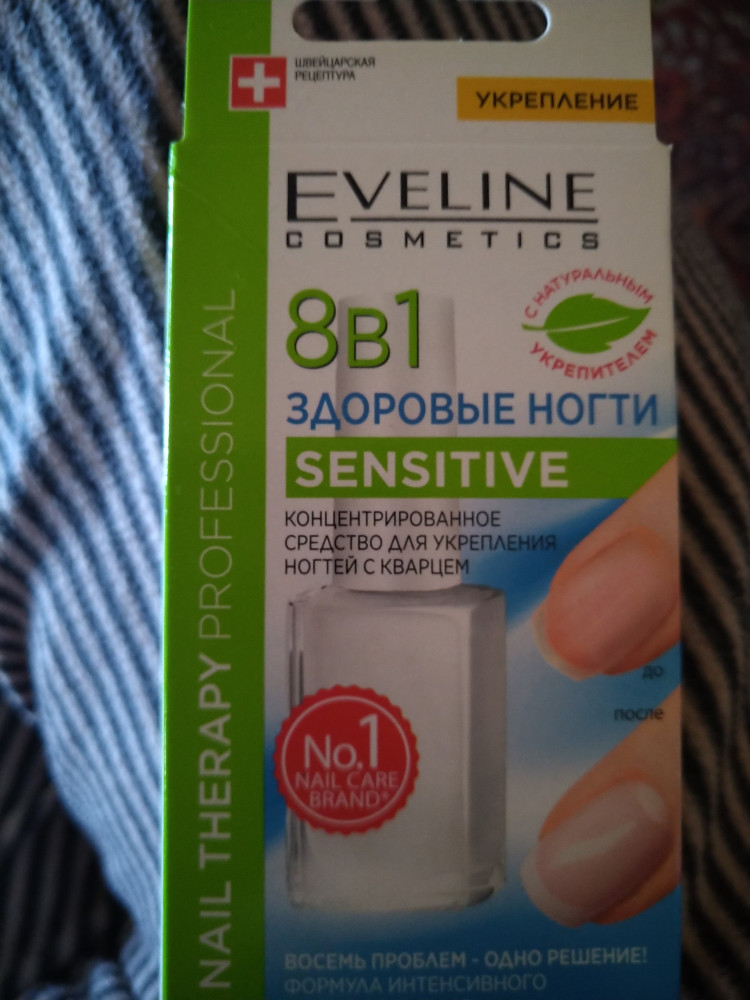 ШВЕЙЦАРСКАЯ
РЕЦЕПТУРА
УКРЕПЛЕНИЕ
EVELINE
COSMETICS
8в1
С НАТУРАЛЬНЫМ
УКРЕПИТЕЛЕМ
ЗДОРОВЫЕ НОГТИ
SENSITIVE
КОНЦЕНТРИРОВАННОЕ
СРЕДСТВО ДЛЯ УКРЕПЛЕНИЯ
НОГТЕЙ С КВАРЦЕМ
до
после
No.1
NAIL CARE
BRAND®
ВОСЕМЬ ПРОБЛЕМ - ОДНО РЕШЕНИЕ!
ФОРМУЛА ИНТЕНСИВНОГО
NAIL THERAPY PROFESSIONAL